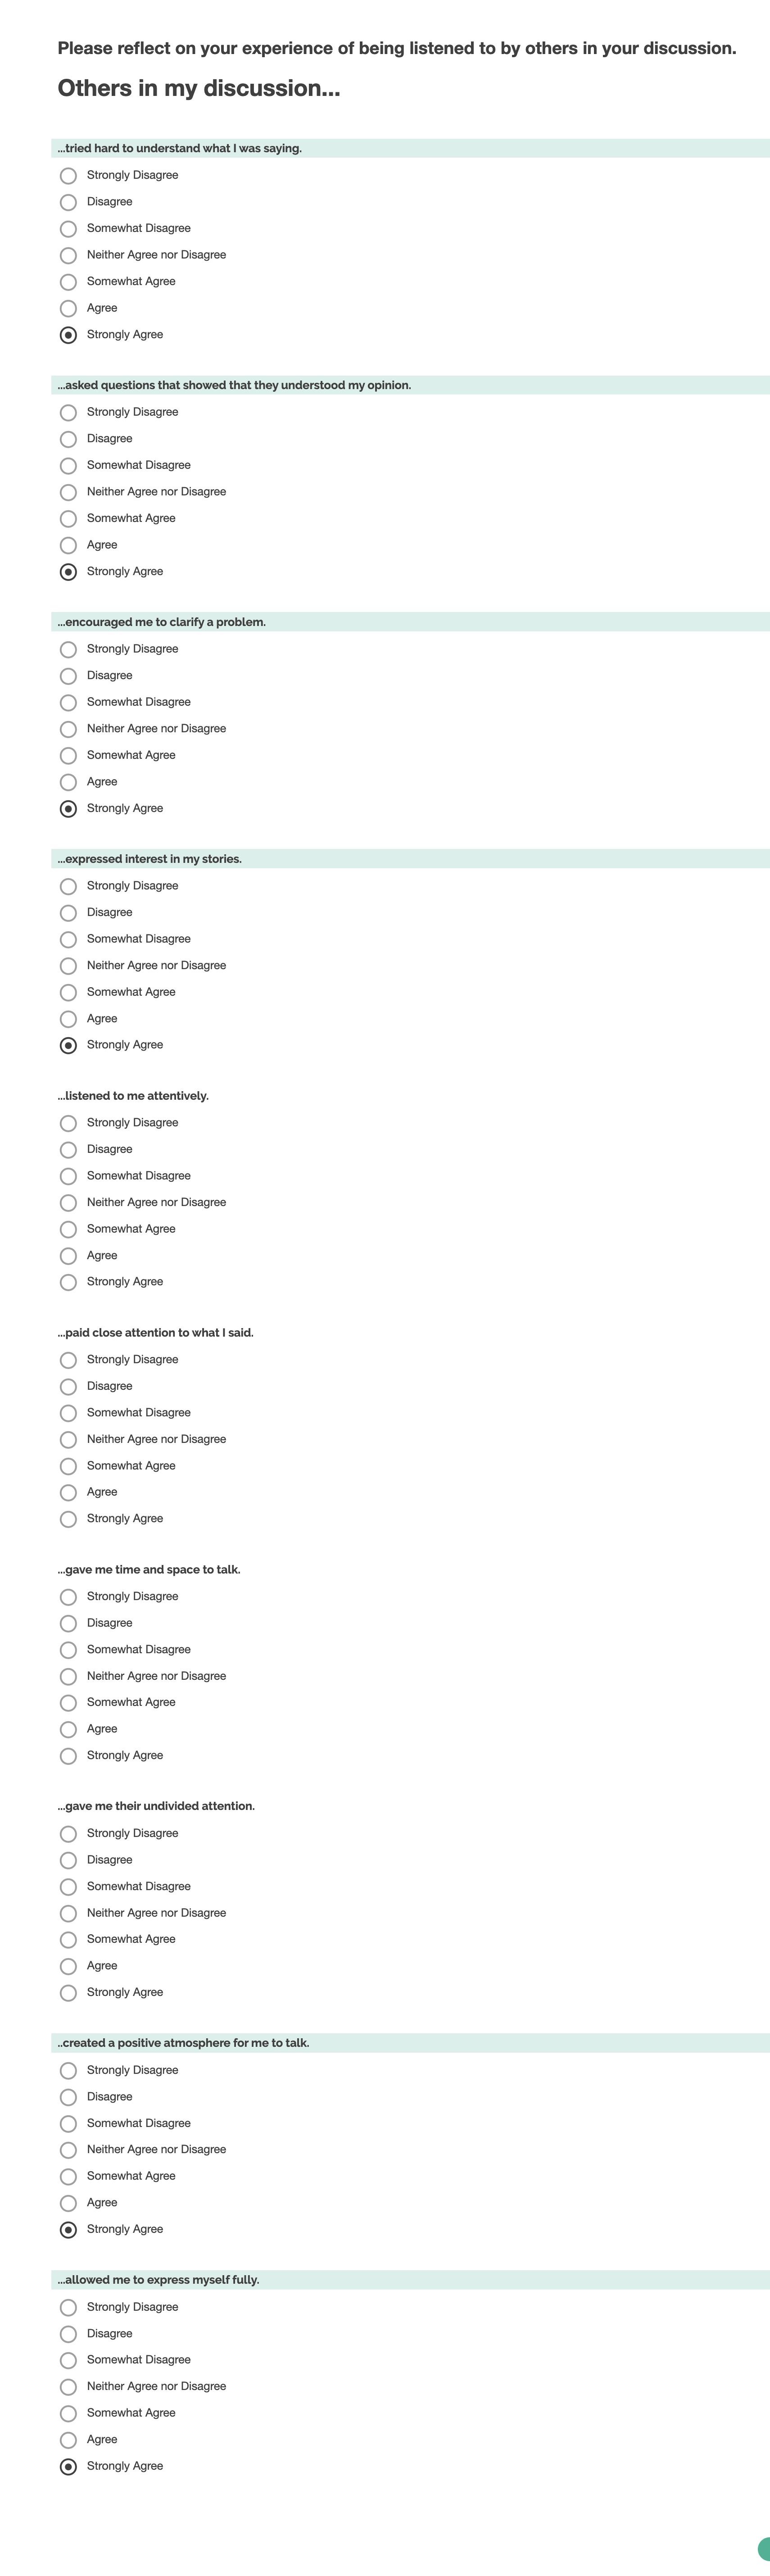 Please reflect on your experience of being listened to by others in your discussion.
Others in my discussion...
...tried hard to understand what I was saying.
Strongly Disagree
Disagree
Somewhat Disagree
Neither Agree nor Disagree
Somewhat Agree
Agree
Strongly Agree
...asked questions that showed that they understood my opinion.
Strongly Disagree
Disagree
Somewhat Disagree
Neither Agree nor Disagree
Somewhat Agree
Agree
Strongly Agree
...encouraged me to clarify a problem.
Strongly Disagree
Disagree
Somewhat Disagree
Neither Agree nor Disagree
Somewhat Agree
Agree
Strongly Agree
...expressed interest in my stories.
Strongly Disagree
Disagree
Somewhat Disagree
Neither Agree nor Disagree
Somewhat Agree
Agree
Strongly Agree
...listened to me attentively.
Strongly Disagree
Disagree
Somewhat Disagree
Neither Agree nor Disagree
Somewhat Agree
Agree
Strongly Agree
...paid close attention to what I said.
Strongly Disagree
Disagree
Somewhat Disagree
Neither Agree nor Disagree
Somewhat Agree
Agree
Strongly Agree
...gave me time and space to talk.
Strongly Disagree
Disagree
Somewhat Disagree
Neither Agree nor Disagree
Somewhat Agree
Agree
Strongly Agree
...gave me their undivided attention.
Strongly Disagree
Disagree
Somewhat Disagree
Neither Agree nor Disagree
Somewhat Agree
Agree
Strongly Agree
..created a positive atmosphere for me to talk.
Strongly Disagree
Disagree
Somewhat Disagree
Neither Agree nor Disagree
Somewhat Agree
Agree
Strongly Agree
...allowed me to express myself fully.
Strongly Disagree
Disagree
Somewhat Disagree
Neither Agree nor Disagree
Somewhat Agree
Agree
Strongly Agree